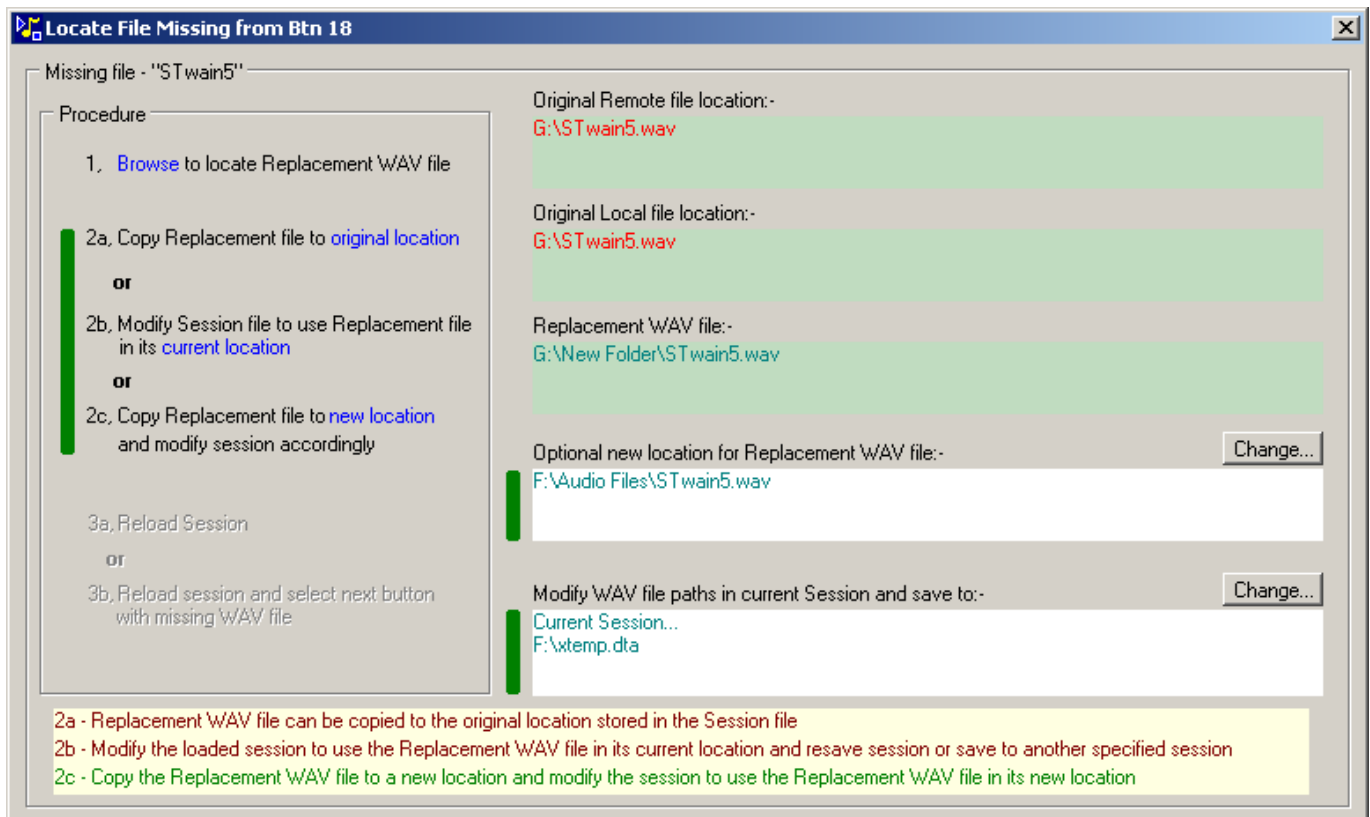 Locate File Missing from Btn 18
Missing file - "STwain5"
Procedure
1, Browse to locate Replacement WAV file
2a, Copy Replacement file to original location
or
2b, Modify Session file to use Replacement file
in its current location
or
2c, Copy Replacement file to new location
and modify session accordingly
3a, Reload Session
or
3b, Reload session and select next button
with missing WAV file
Original Remote file location:-
G:\STwain5.wav
Original Local file location:-
G:\STwain5.wav
Replacement WAV file:-
G:\New Folder\STwain5.wav
Optional new location for Replacement WAV file:-
Change...
F:\Audio Files\STwain5.wav
Modify WAV file paths in current Session and save to:-
Change...
Current Session...
F:\xtemp.dta
2a - Replacement WAV file can be copied to the original location stored in the Session file
2b - Modify the loaded session to use the Replacement WAV file in its current location and resave session or save to another specified session
2c - Copy the Replacement WAV file to a new location and modify the session to use the Replacement WAV file in its new location